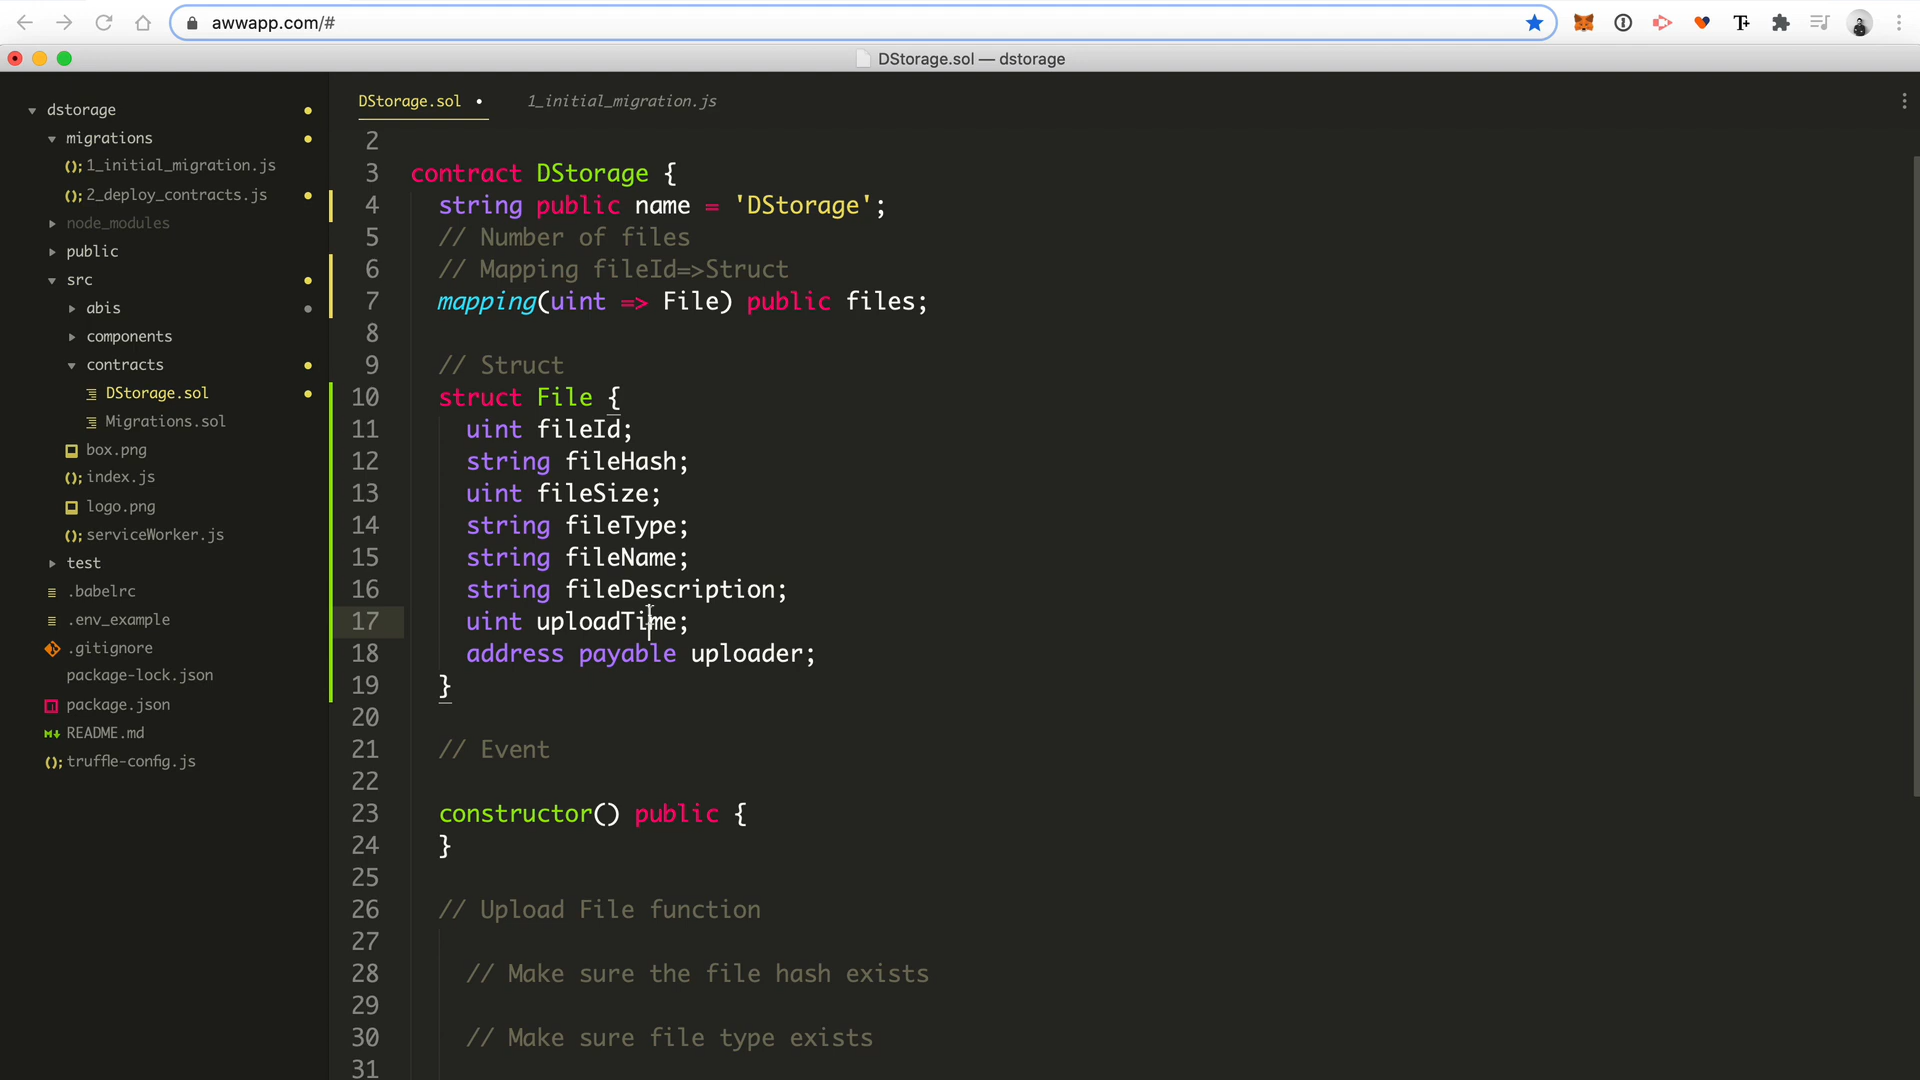 awwapp.com/#
DStorage.sol — dstorage
dstorage
migrations
(); 1_initial_migration.js
(); 2_deploy_contracts.js
node_modules
public
src
abis
components
contracts
DStorage.sol
Migrations.sol
box.png
(); index.js
logo.png
(); serviceWorker.js
test
.babelrc
.env_example
.gitignore
package-lock.json
package.json
M+ README.md
(); truffle-config.js
DStorage.sol • 1_initial_migration.js
2
3 contract DStorage {
4 string public name = 'DStorage';
5 // Number of files
6 // Mapping fileId=>Struct
7 mapping(uint => File) public files;
8
9 // Struct
10 struct File {
11 uint fileId;
12 string fileHash;
13 uint fileSize;
14 string fileType;
15 string fileName;
16 string fileDescription;
17 uint uploadTime;
18 address payable uploader;
19 }
20
21 // Event
22
23 constructor() public {
24 }
25
26 // Upload File function
27
28 // Make sure the file hash exists
29
30 // Make sure file type exists
31